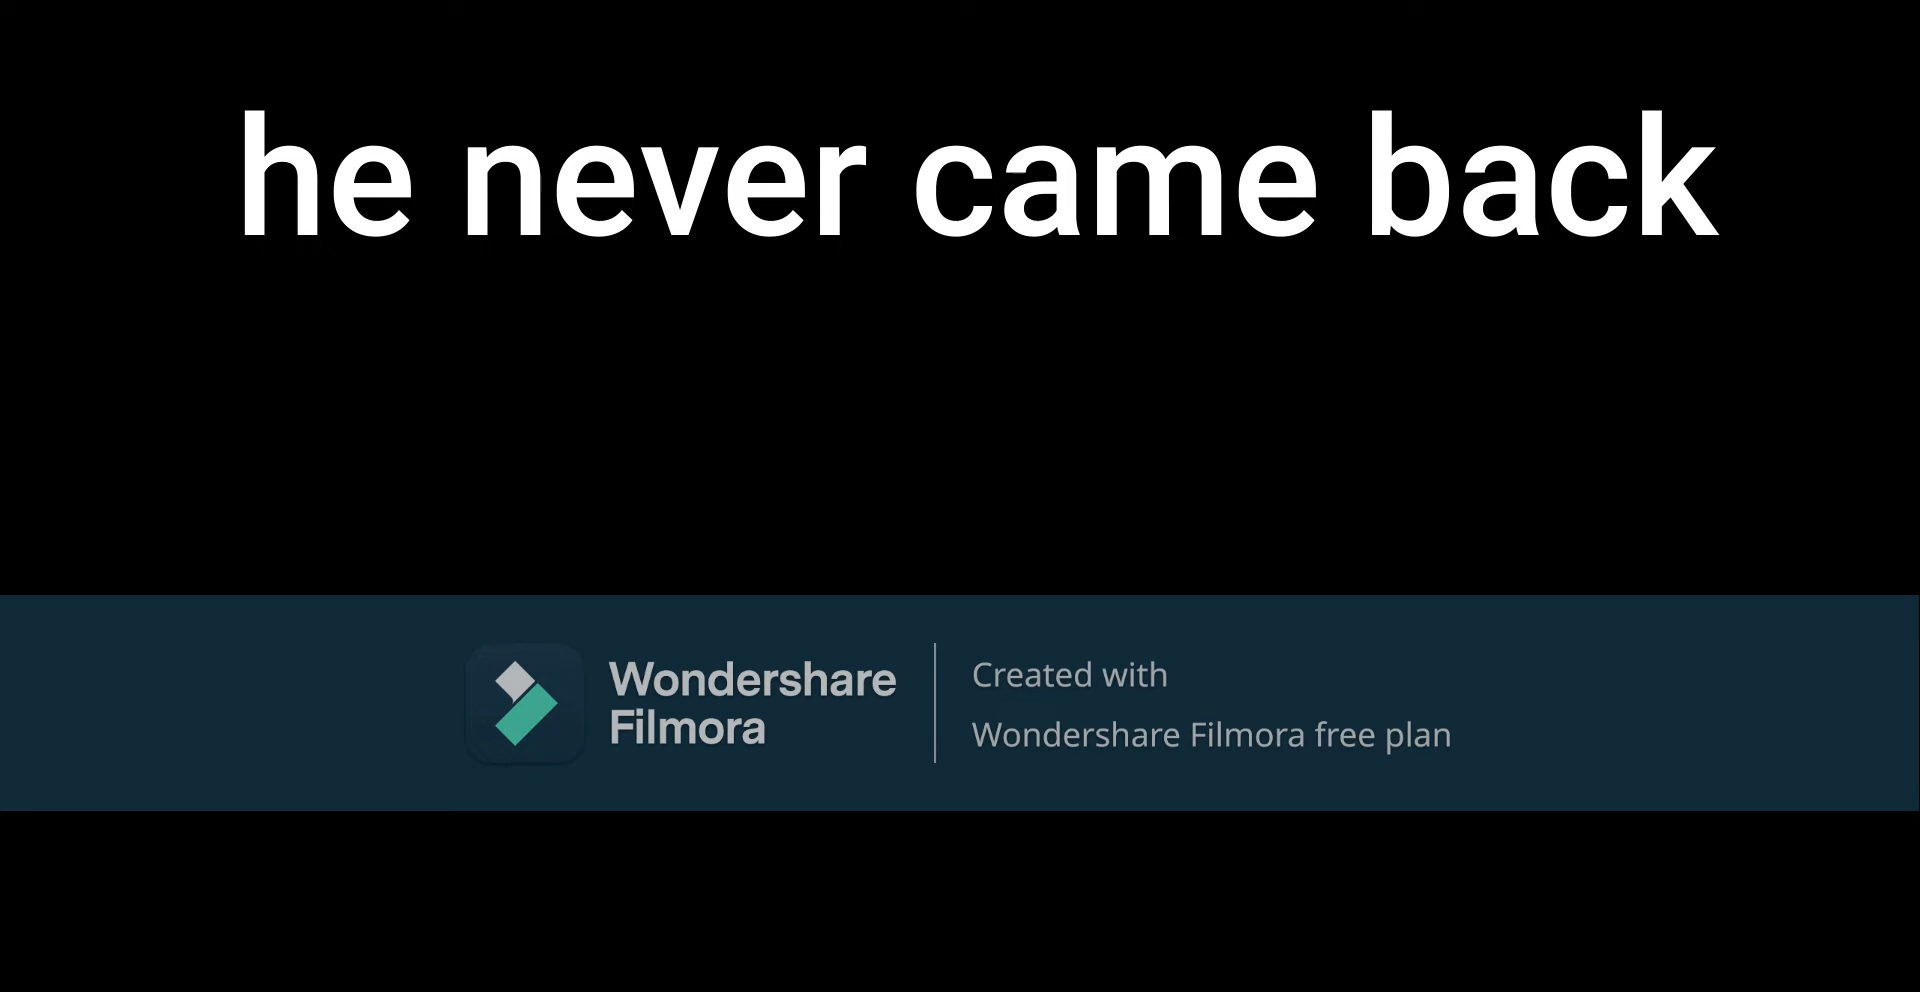 he never came back
Wondershare
Filmora
Created with
Wondershare Filmora free plan